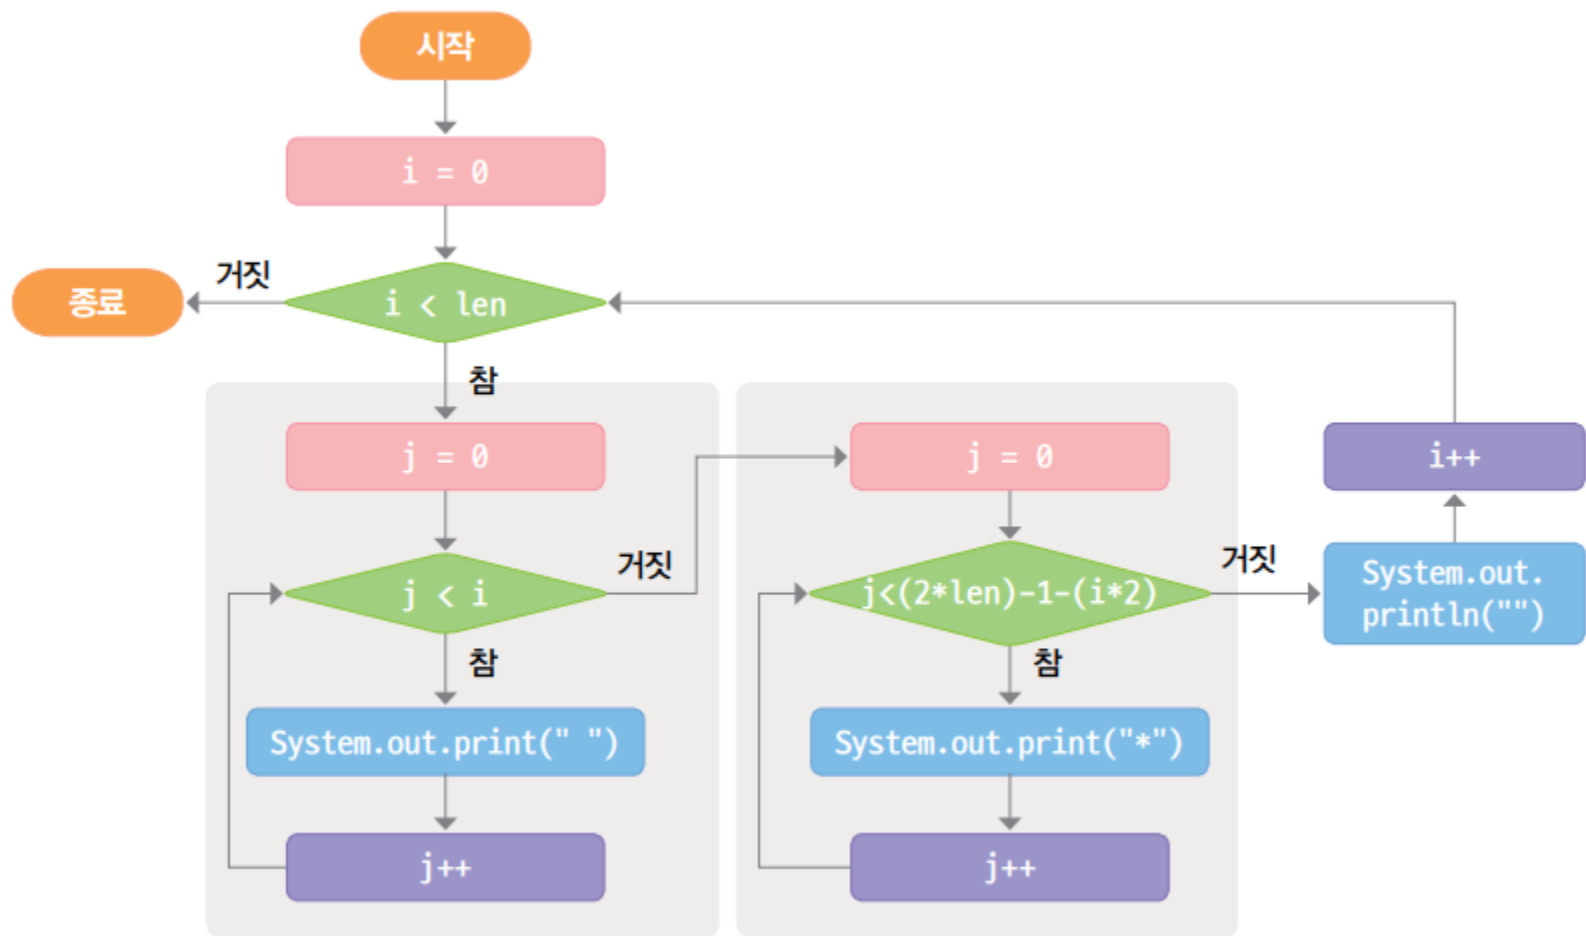 시작
i = 0
i < len
거짓
종료
참
j = 0
j < i
거짓
참
System.out.print(" ")
j++
j = 0
j<(2*len)-1-(i*2)
거짓
참
System.out.print("*")
j++
System.out.
println("")
i++